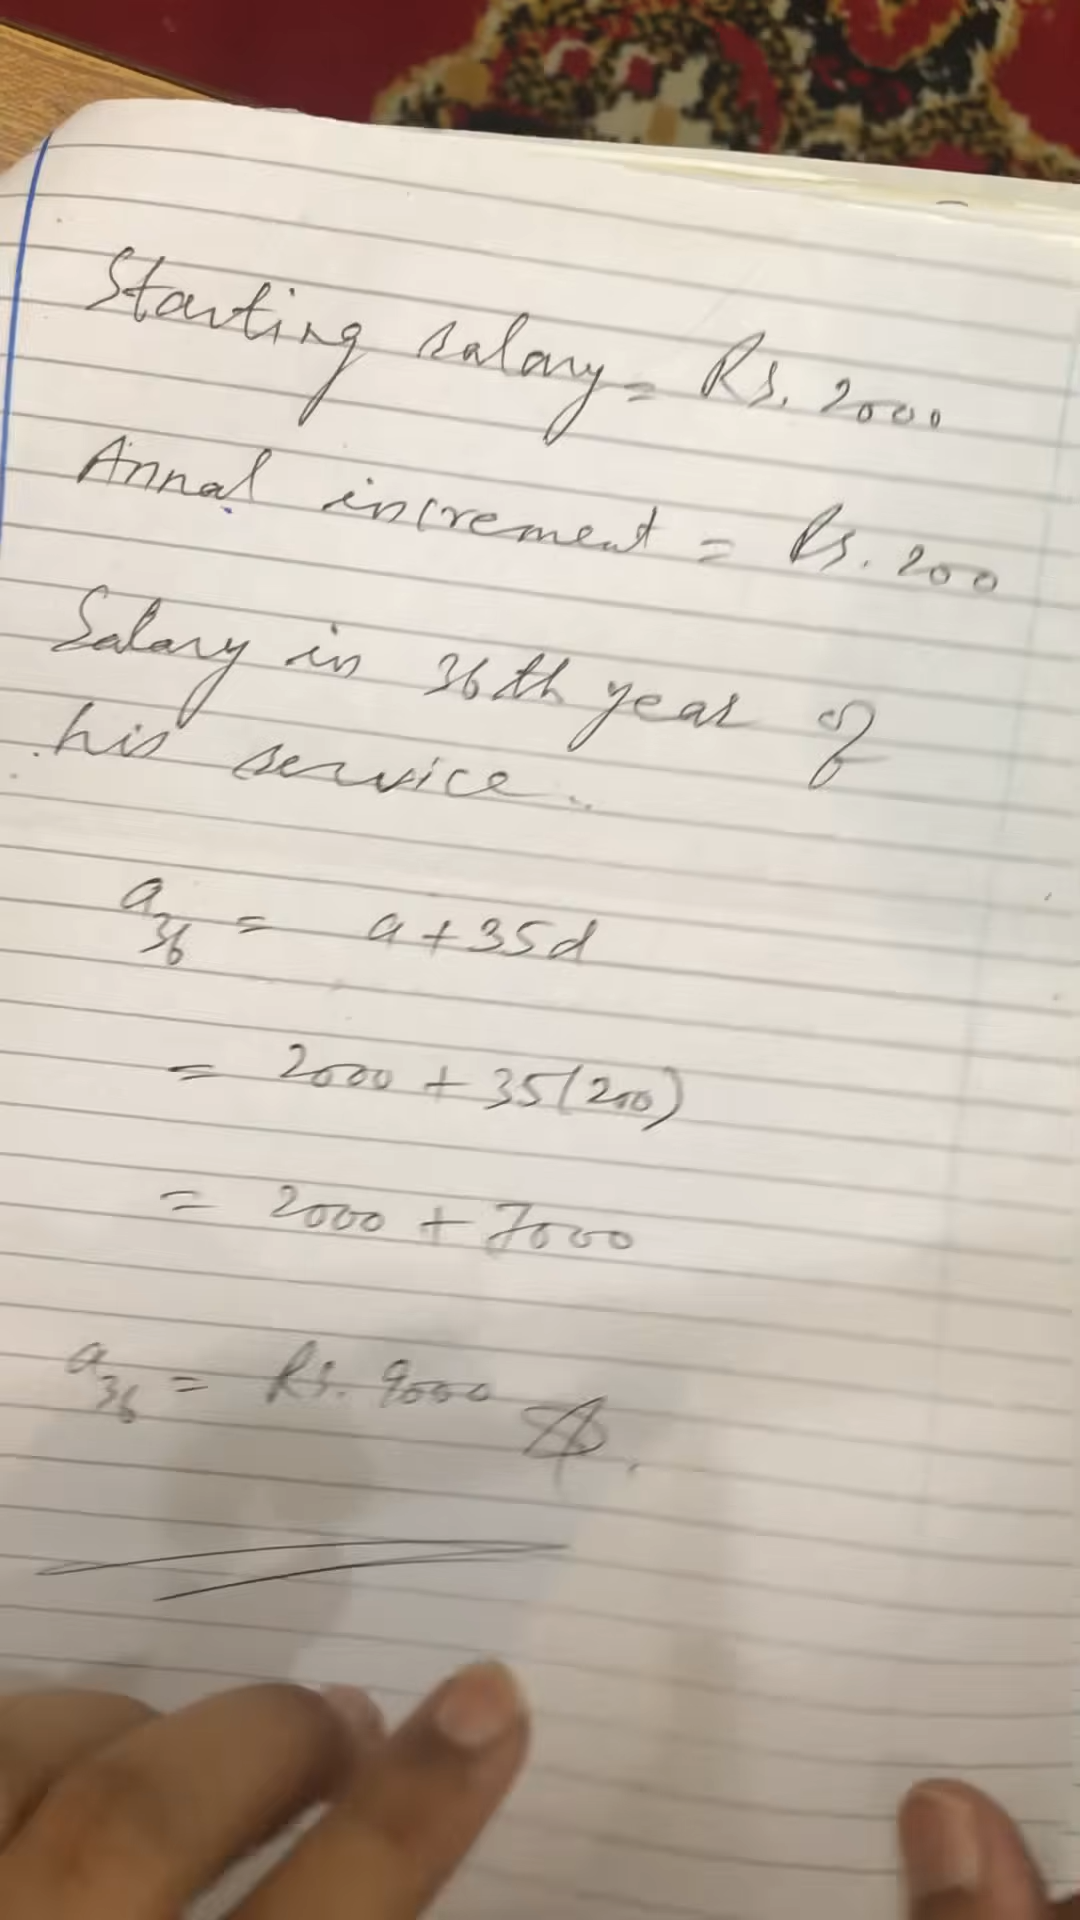 Starting salary = Rs. 2000
Annal increment = Rs. 200
Salary in 36th year of
his service..
a36 = a + 35d
= 2000 + 35(200)
= 2000 + 7000
a36 = Rs. 9000